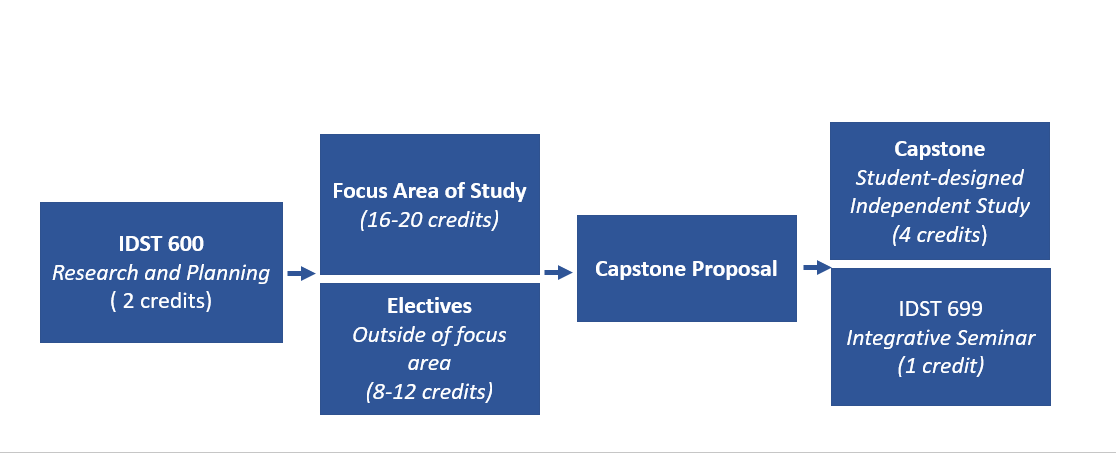 IDST 600
Research and Planning
( 2 credits)
Focus Area of Study
(16-20 credits)
Electives
Outside of focus
area
(8-12 credits)
Capstone Proposal
Capstone
Student-designed
Independent Study
(4 credits)
IDST 699
Integrative Seminar
(1 credit)